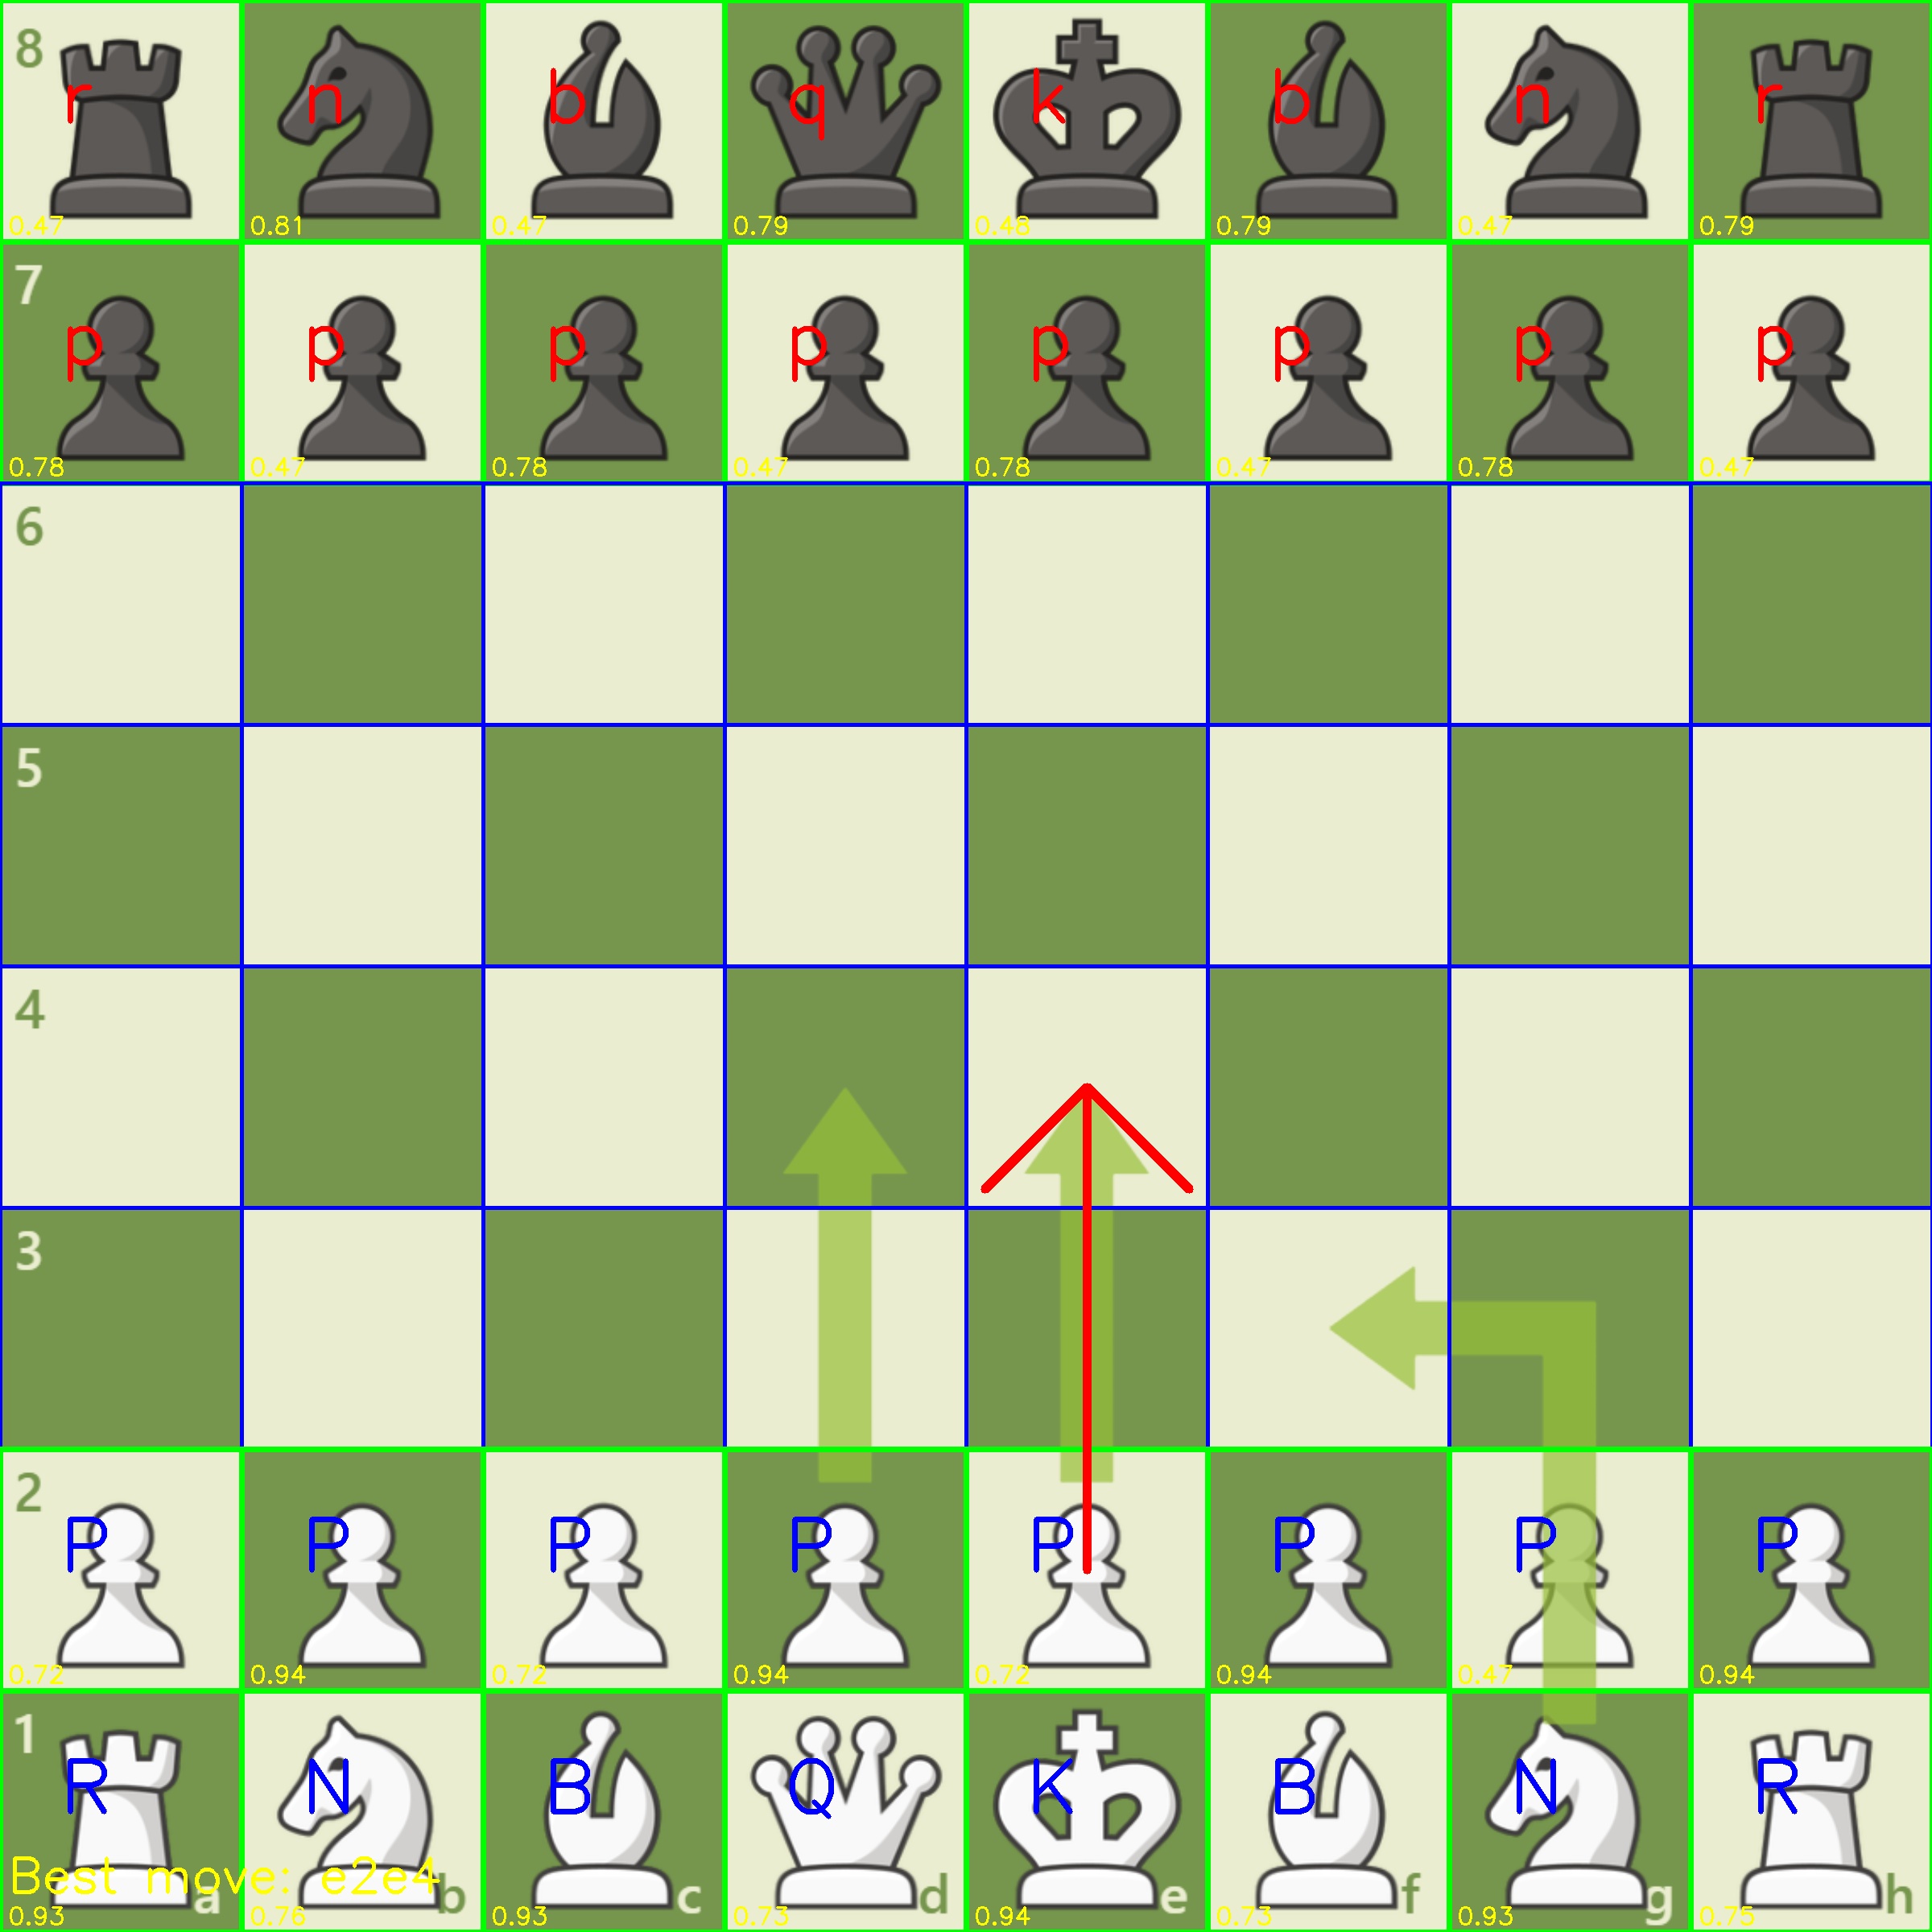 8 r n b q k b n r
0.47 0.81 0.47 0.79 0.48 0.79 0.47 0.79
7 p p p p p p p p
0.78 0.47 0.78 0.47 0.78 0.47 0.78 0.47
6
5
4
3
2 P P P P P P P P
0.72 0.94 0.72 0.94 0.72 0.94 0.47 0.94
1 R N B Q K B N R
Best move: e2e4
a b c d e f g h
0.93 0.76 0.93 0.73 0.94 0.73 0.93 0.75